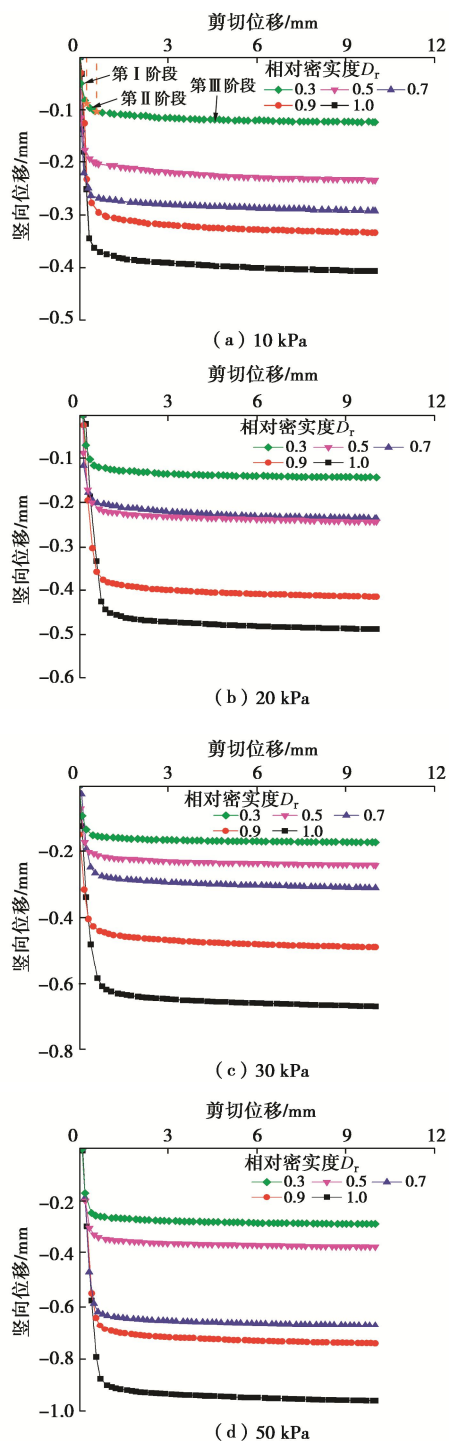 剪切位移/mm
0 3 6 9 12
第Ⅰ阶段
第Ⅱ阶段
第Ⅲ阶段
相对密实度Dr
0.3 0.5 0.7
0.9 1.0
-0.1
-0.2
-0.3
-0.4
-0.5
竖向位移/mm
(a) 10 kPa
剪切位移/mm
0 3 6 9 12
相对密实度Dr
0.3 0.5 0.7
0.9 1.0
-0.1
-0.2
-0.3
-0.4
-0.5
-0.6
竖向位移/mm
(b) 20 kPa
剪切位移/mm
0 3 6 9 12
相对密实度Dr
0.3 0.5 0.7
0.9 1.0
-0.2
-0.4
-0.6
-0.8
竖向位移/mm
(c) 30 kPa
剪切位移/mm
0 3 6 9 12
相对密实度Dr
0.3 0.5 0.7
0.9 1.0
-0.2
-0.4
-0.6
-0.8
-1.0
竖向位移/mm
(d) 50 kPa